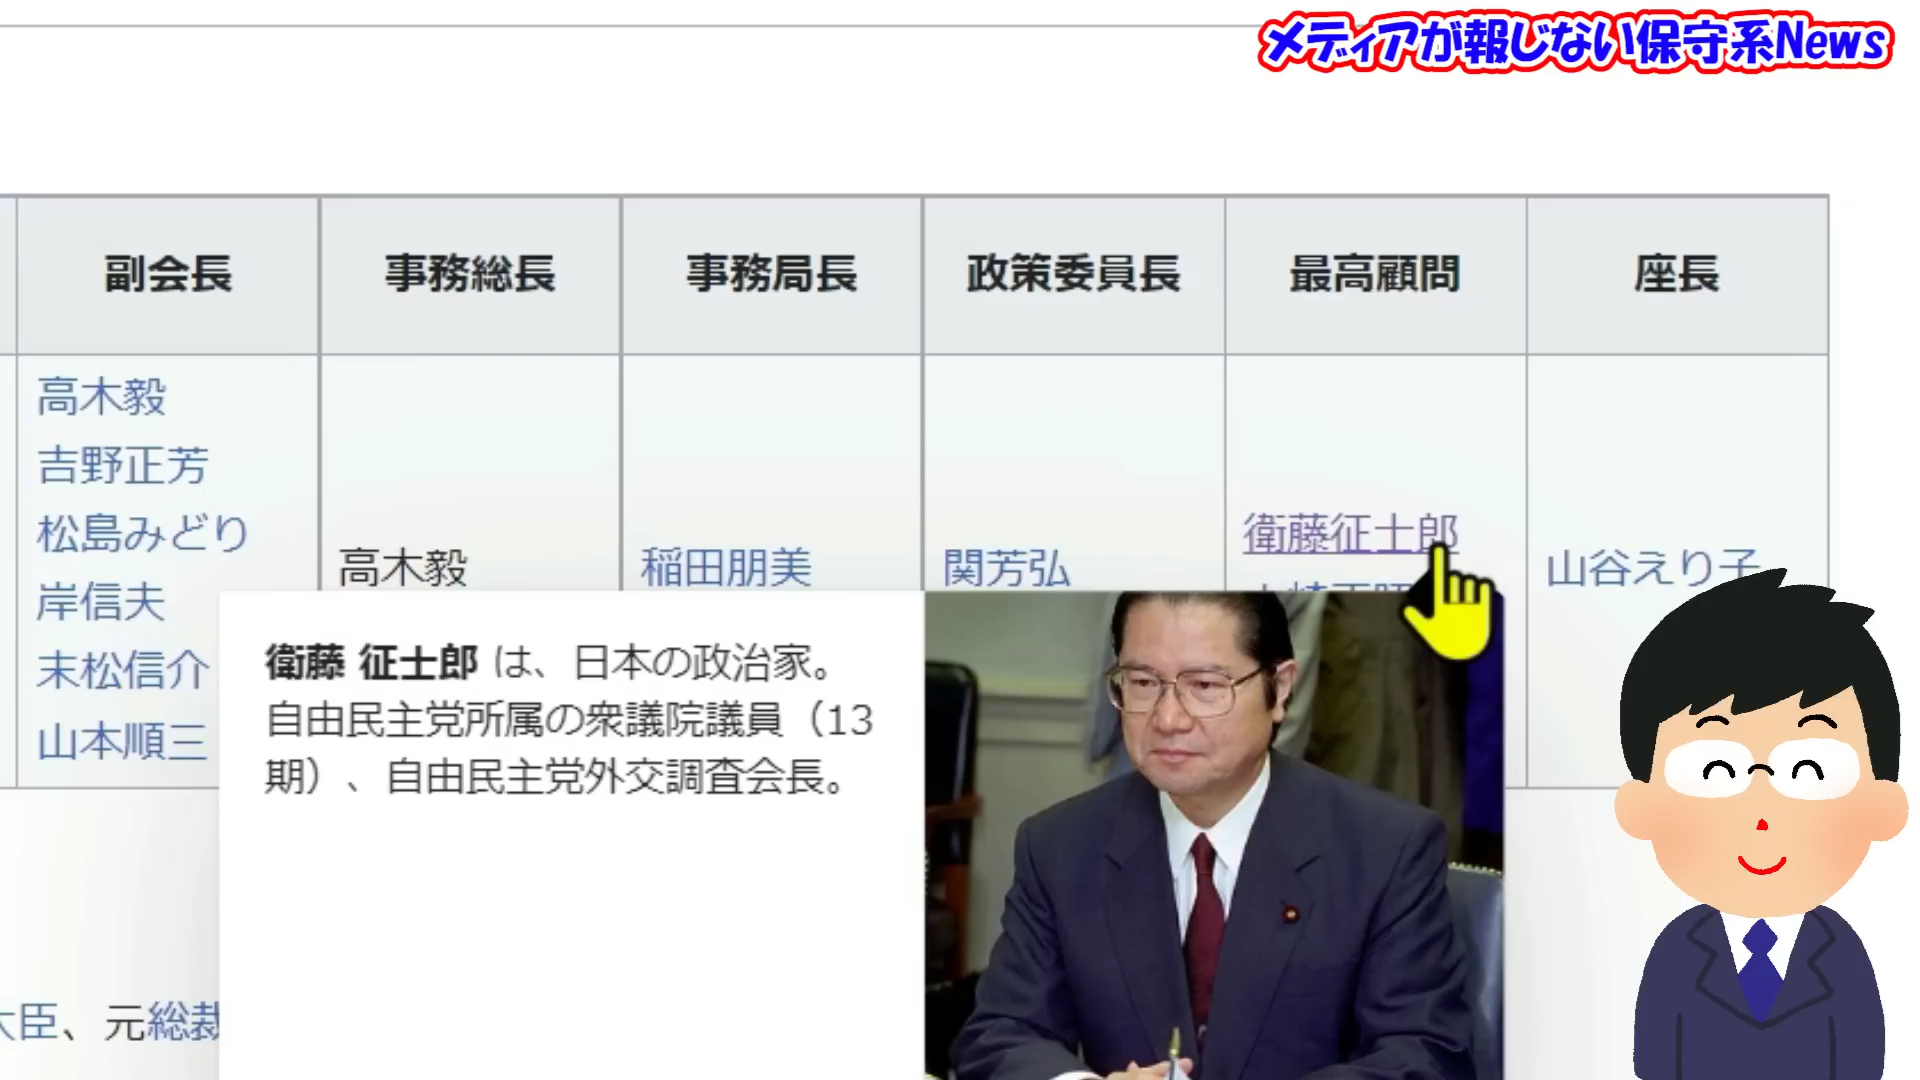 メディアが報じない保守系News
副会長
事務総長
事務局長
政策委員長
最高顧問
座長
高木毅
吉野正芳
松島みどり
岸信夫
末松信介
山本順三
高木毅
稲田朋美
関芳弘
衛藤征士郎
山谷えり子
衛藤 征士郎 は、日本の政治家。
自由民主党所属の衆議院議員（13
期）、自由民主党外交調査会長。
大臣、元総裁